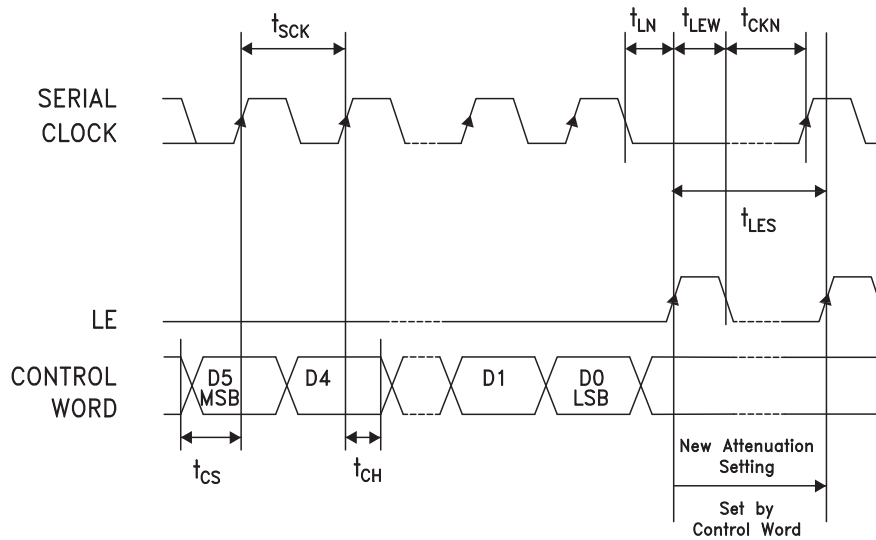 tSCK
tLN
tLEW
tCKN
SERIAL
CLOCK
tLES
LE
CONTROL
WORD
D5
MSB
D4
D1
D0
LSB
tCS
tCH
New Attenuation
Setting
Set by
Control Word